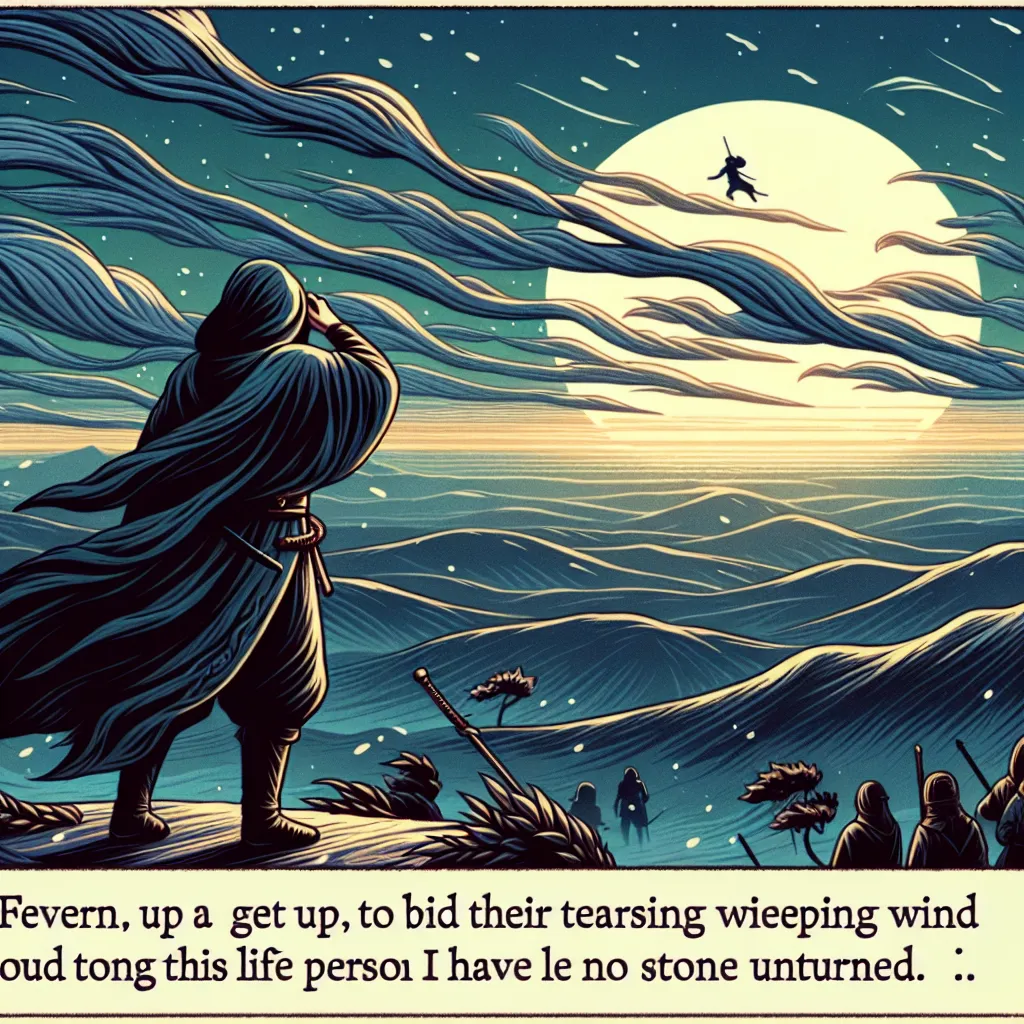 Fevern, up a get up, to bid their tearsing wieeping wind
oud tong this life persoı I have le no stone unturned. :.